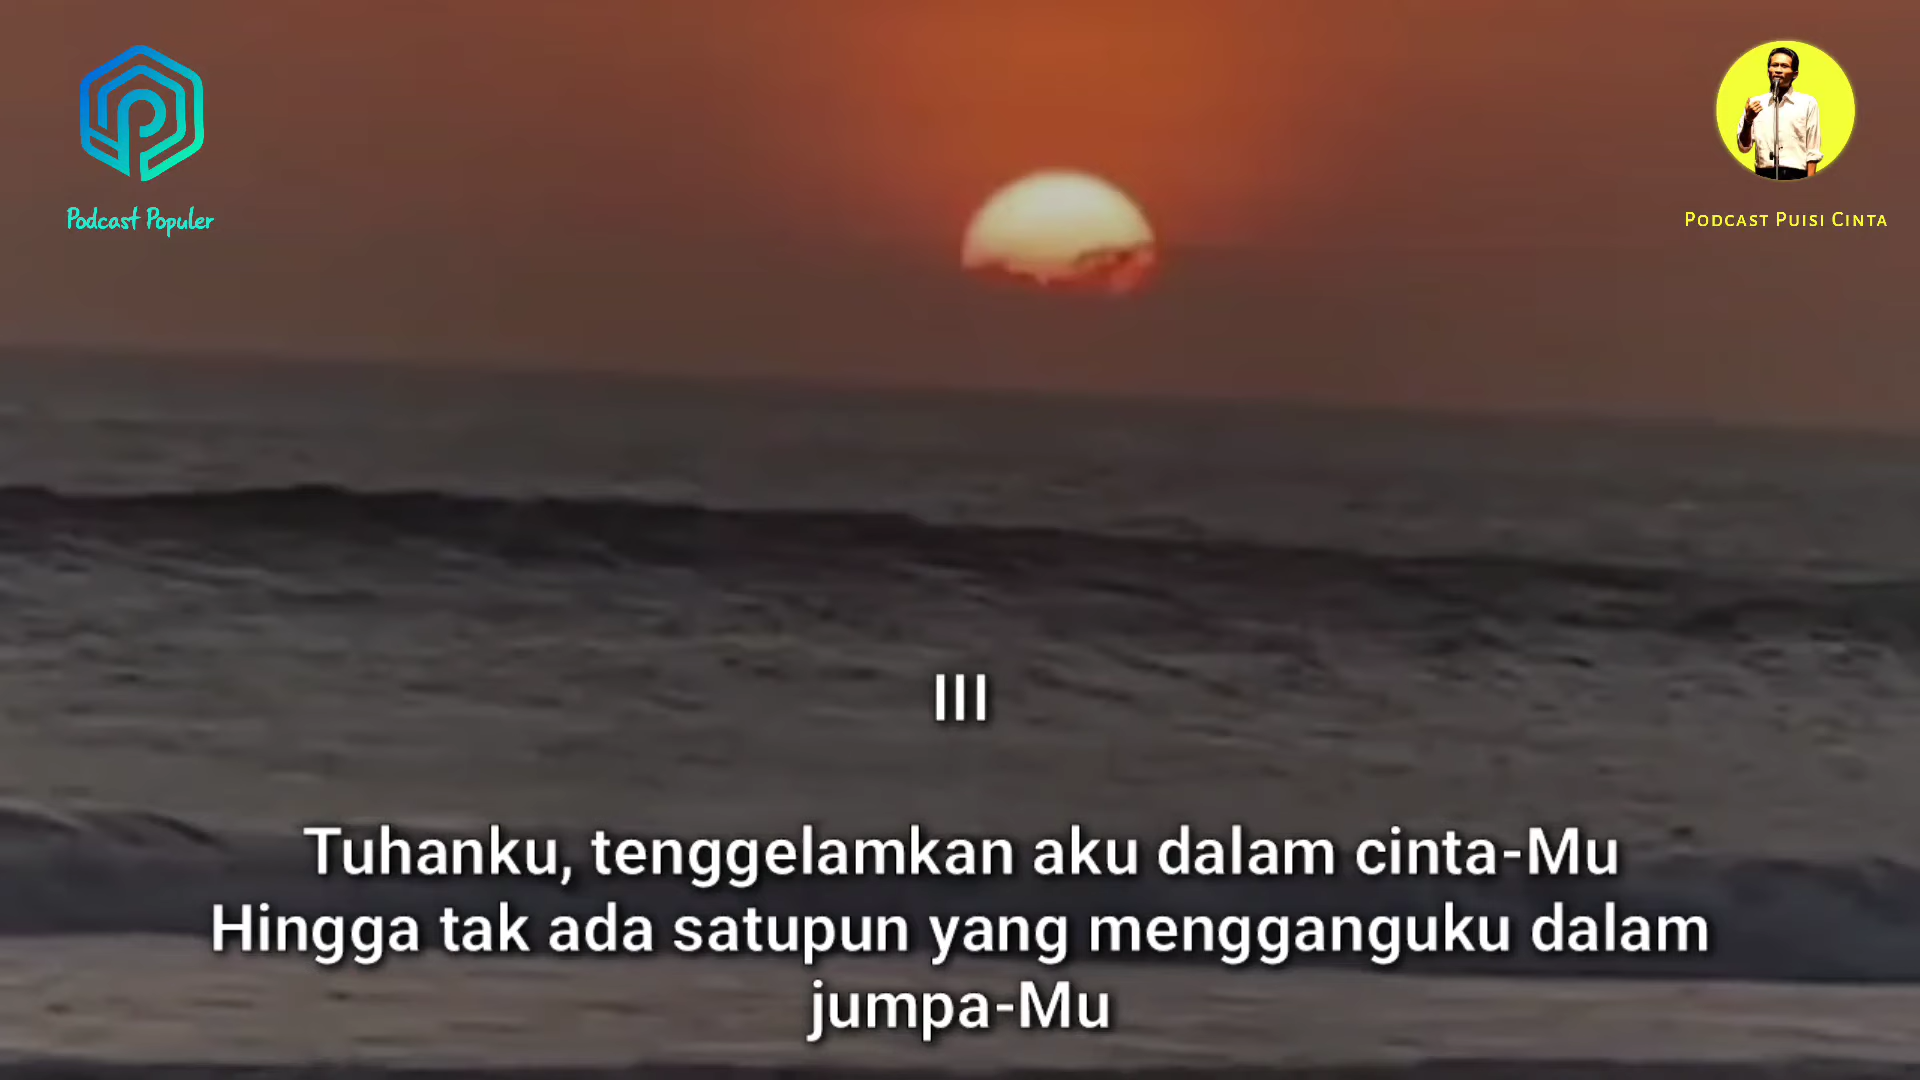 Podcast Populer
PODCAST PUISI CINTA
III
Tuhanku, tenggelamkan aku dalam cinta-Mu
Hingga tak ada satupun yang mengganguku dalam
jumpa-Mu